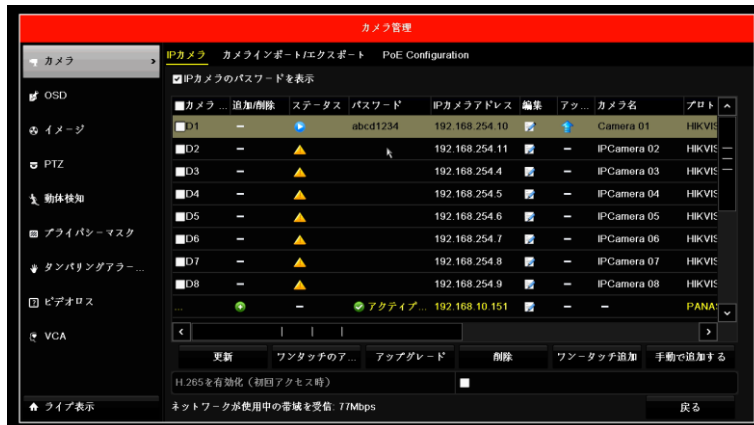 カメラ管理
カメラ
OSD
イメージ
PTZ
動体検知
プライバシーマスク
タンパリングアラー...
ビデオロス
VCA
ライブ表示
IPカメラ カメラインポート/エクスポート PoE Configuration
IPカメラのパスワードを表示
カメラ ... 追加/削除 ステータス パスワード IPカメラアドレス 編集 アッ... カメラ名 プロト
D1 – abcd1234 192.168.254.10 Camera 01 HIKVIS
D2 – 192.168.254.11 – IPCamera 02 HIKVIS
D3 – 192.168.254.4 – IPCamera 03 HIKVIS
D4 – 192.168.254.5 – IPCamera 04 HIKVIS
D5 – 192.168.254.6 – IPCamera 05 HIKVIS
D6 – 192.168.254.7 – IPCamera 06 HIKVIS
D7 – 192.168.254.8 – IPCamera 07 HIKVIS
D8 – 192.168.254.9 – IPCamera 08 HIKVIS
... – アクティブ... 192.168.10.151 – – PANAS
更新 ワンタッチのア... アップグレード 削除 ワンータッチ追加 手動で追加する
H.265を有効化（初回アクセス時）
ネットワークが使用中の帯域を受信: 77Mbps
戻る